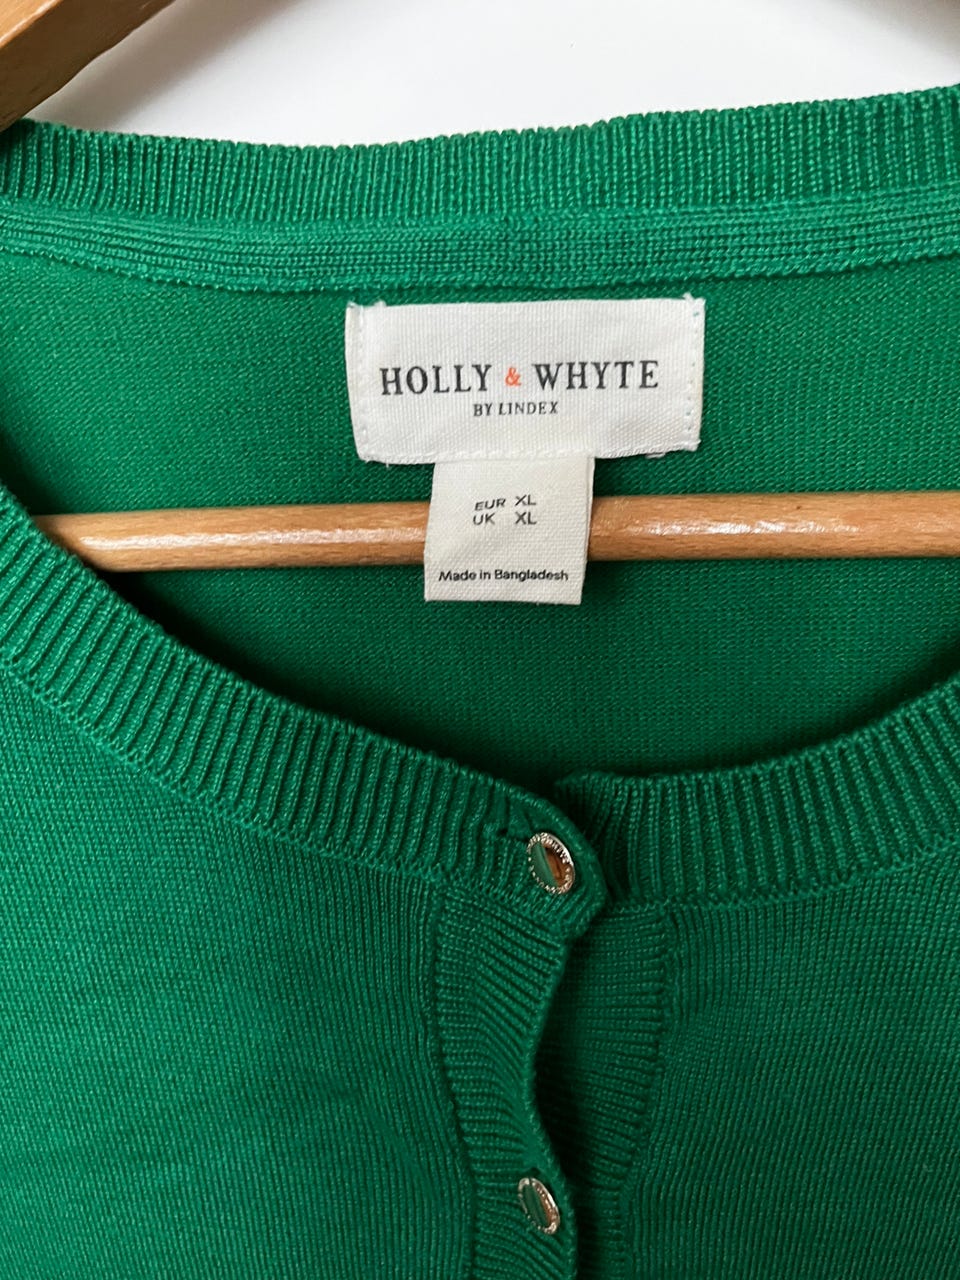 HOLLY & WHYTE
BY LINDEX
EUR XL
UK XL
Made in Bangladesh